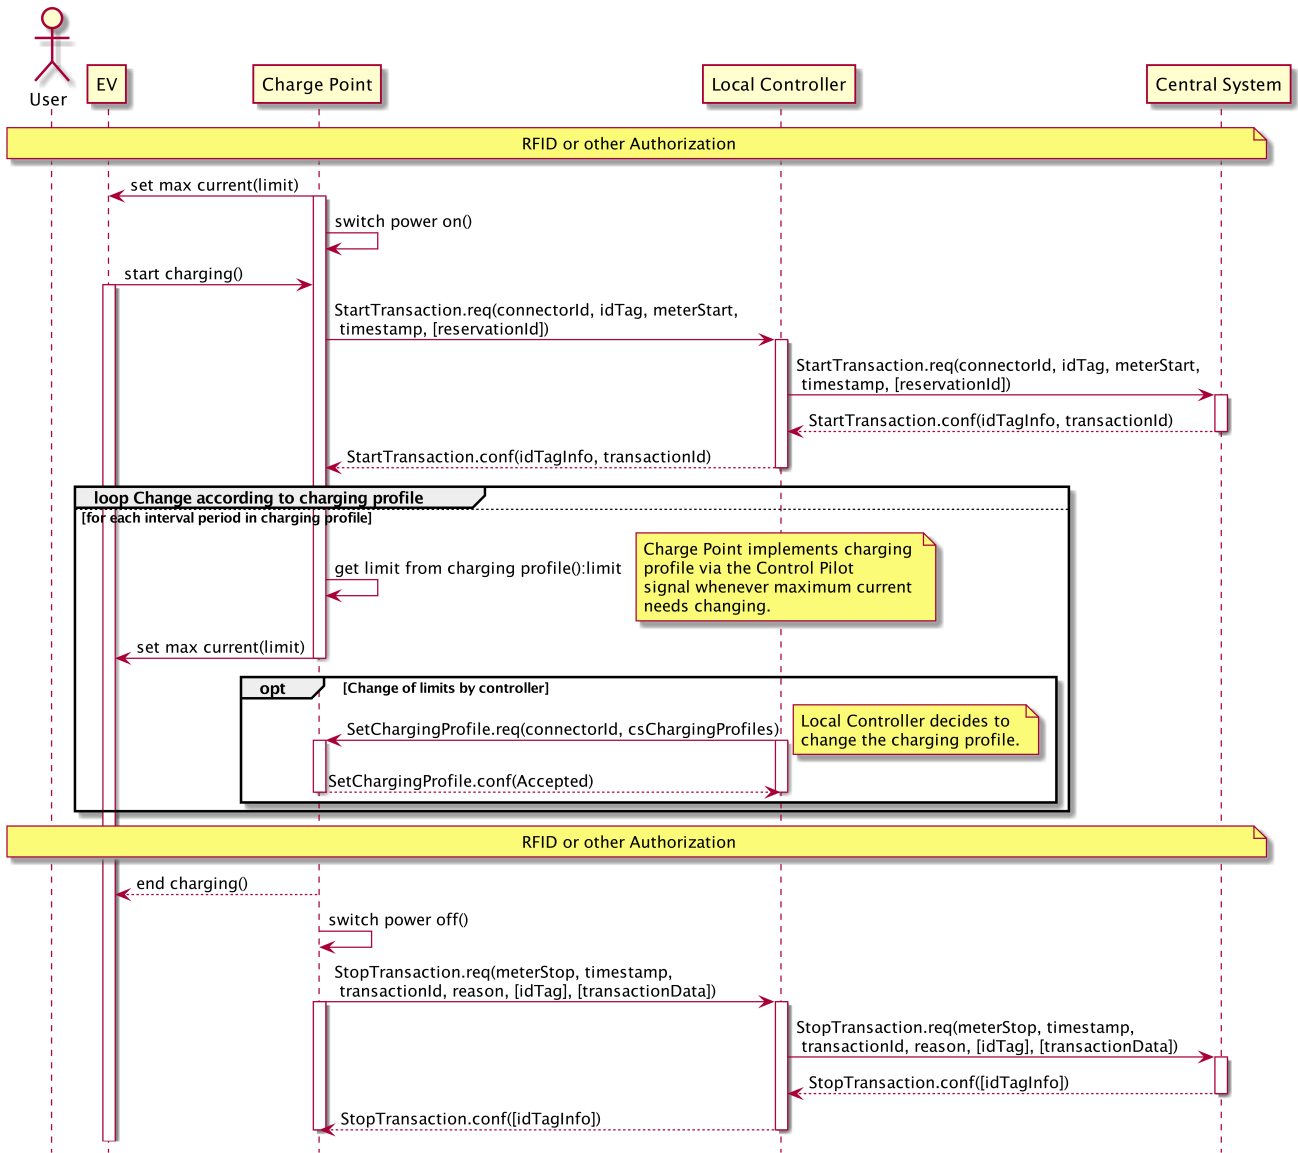 User
EV
Charge Point
Local Controller
Central System
RFID or other Authorization
set max current(limit)
switch power on()
start charging()
StartTransaction.req(connectorId, idTag, meterStart,
timestamp, [reservationId])
StartTransaction.req(connectorId, idTag, meterStart,
timestamp, [reservationId])
StartTransaction.conf(idTagInfo, transactionId)
StartTransaction.conf(idTagInfo, transactionId)
loop Change according to charging profile
[for each interval period in charging profile]
get limit from charging profile():limit
Charge Point implements charging
profile via the Control Pilot
signal whenever maximum current
needs changing.
set max current(limit)
opt
[Change of limits by controller]
SetChargingProfile.req(connectorId, csChargingProfiles)
Local Controller decides to
change the charging profile.
SetChargingProfile.conf(Accepted)
RFID or other Authorization
end charging()
switch power off()
StopTransaction.req(meterStop, timestamp,
transactionId, reason, [idTag], [transactionData])
StopTransaction.req(meterStop, timestamp,
transactionId, reason, [idTag], [transactionData])
StopTransaction.conf([idTagInfo])
StopTransaction.conf([idTagInfo])